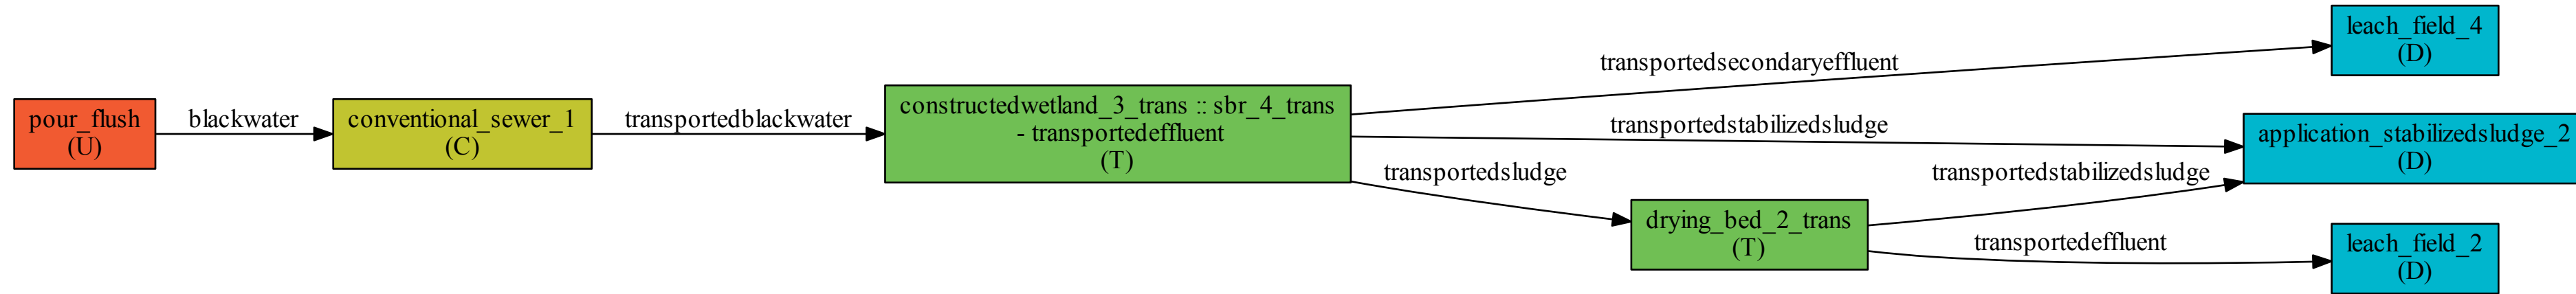 pour_flush
(U)
blackwater
conventional_sewer_1
(C)
transportedblackwater
constructedwetland_3_trans :: sbr_4_trans
- transportedeffluent
(T)
transportedsecondaryeffluent
transportedstabilizedsludge
transportedsludge
drying_bed_2_trans
(T)
transportedstabilizedsludge
transportedeffluent
leach_field_4
(D)
application_stabilizedsludge_2
(D)
leach_field_2
(D)